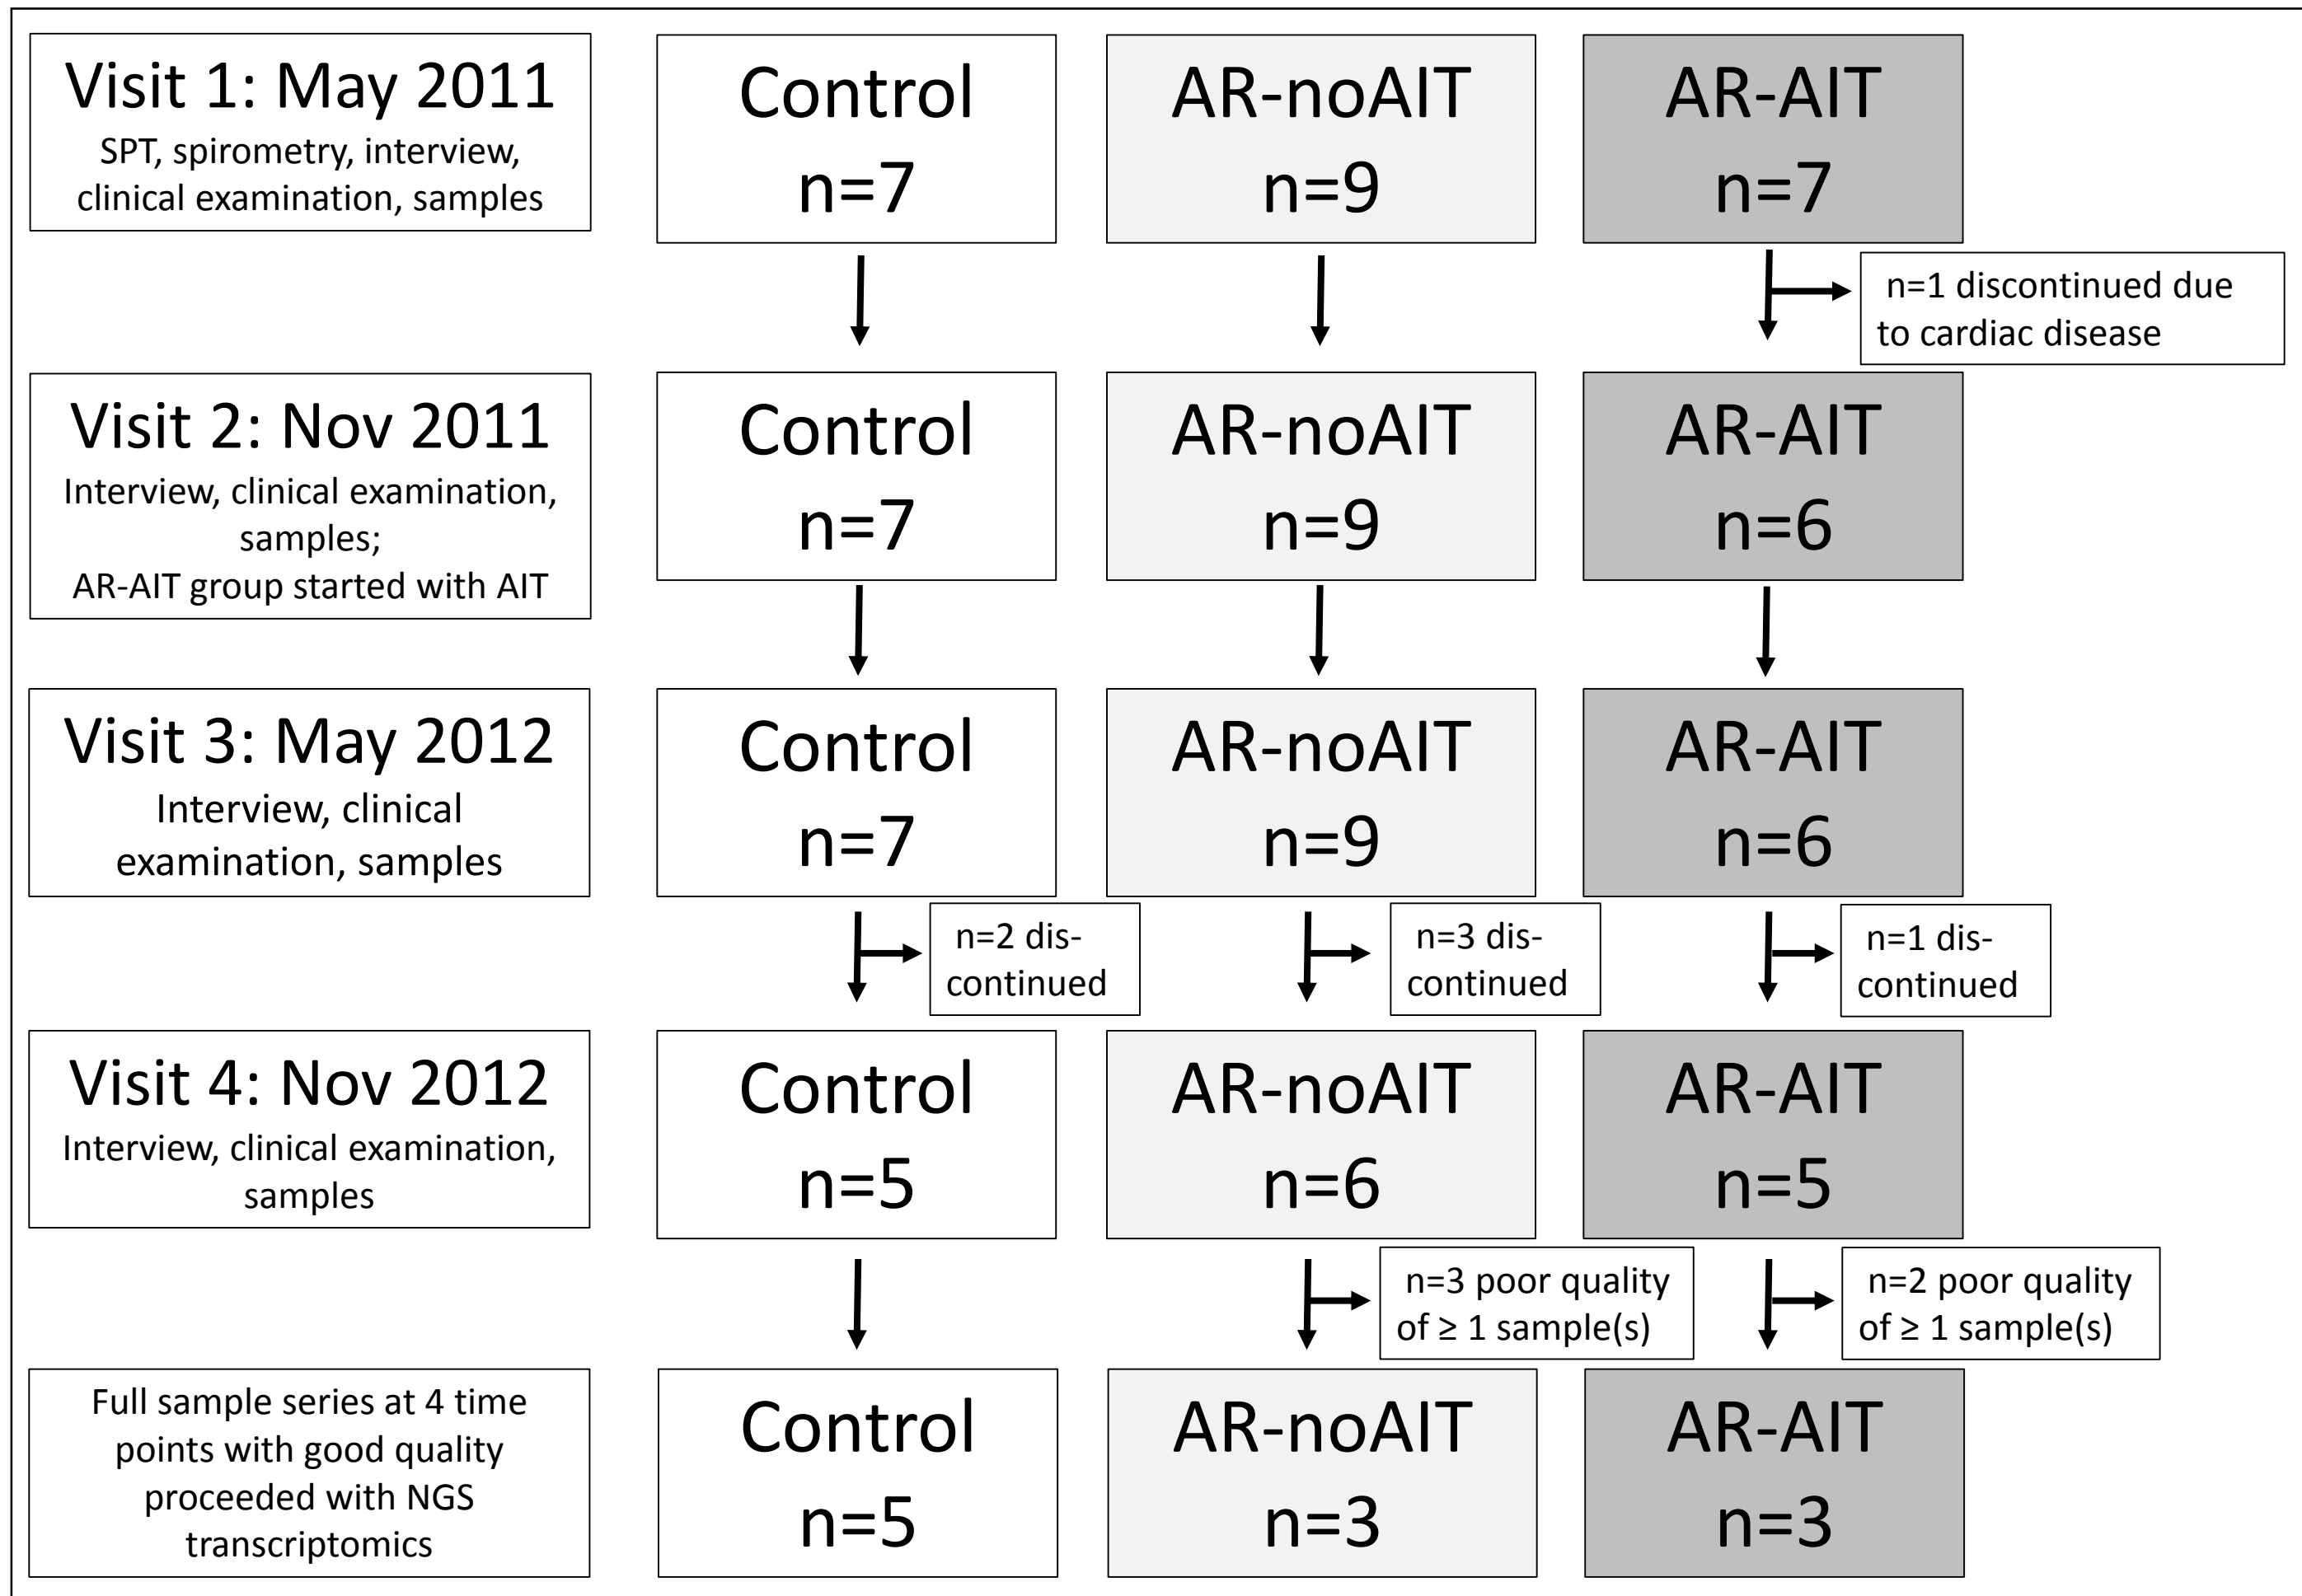 Visit 1: May 2011
SPT, spirometry, interview,
clinical examination, samples
Control
n=7
AR-noAIT
n=9
AR-AIT
n=7
n=1 discontinued due
to cardiac disease
Visit 2: Nov 2011
Interview, clinical examination,
samples;
AR-AIT group started with AIT
Control
n=7
AR-noAIT
n=9
AR-AIT
n=6
Visit 3: May 2012
Interview, clinical
examination, samples
Control
n=7
AR-noAIT
n=9
AR-AIT
n=6
n=2 dis-
continued
n=3 dis-
continued
n=1 dis-
continued
Visit 4: Nov 2012
Interview, clinical examination,
samples
Control
n=5
AR-noAIT
n=6
AR-AIT
n=5
n=3 poor quality
of ≥ 1 sample(s)
n=2 poor quality
of ≥ 1 sample(s)
Full sample series at 4 time
points with good quality
proceeded with NGS
transcriptomics
Control
n=5
AR-noAIT
n=3
AR-AIT
n=3